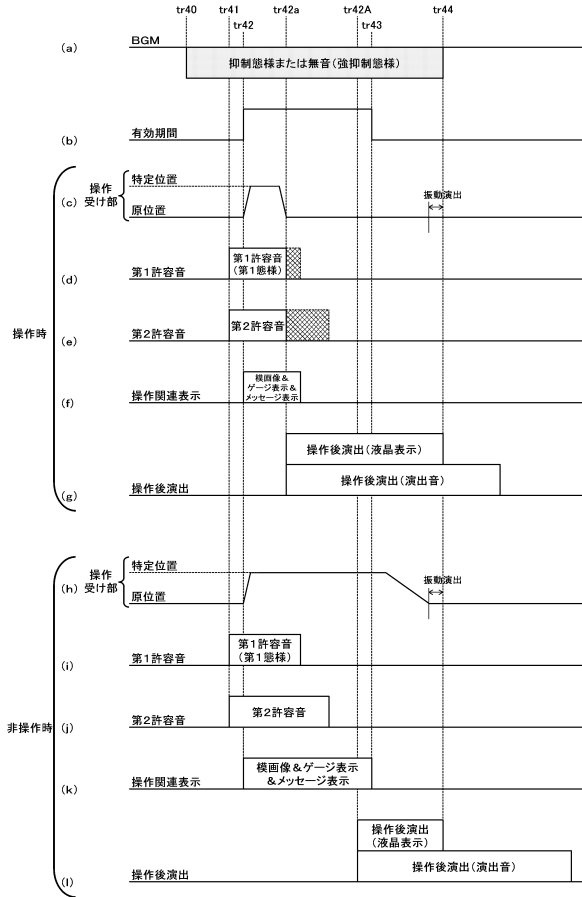 tr40 tr41 tr42a tr42A tr44
tr42 tr43
(a) BGM
抑制態様または無音(強抑制態様)
(b) 有効期間
操作時
(c) 操作受け部
特定位置
原位置
振動演出
(d) 第1許容音
第1許容音
(第1態様)
(e) 第2許容音
第2許容音
(f) 操作関連表示
模画像&
ゲージ表示&
メッセージ表示
(g) 操作後演出
操作後演出(液晶表示)
操作後演出(演出音)
非操作時
(h) 操作受け部
特定位置
原位置
振動演出
(i) 第1許容音
第1許容音
(第1態様)
(j) 第2許容音
第2許容音
(k) 操作関連表示
模画像&ゲージ表示
&メッセージ表示
(l) 操作後演出
操作後演出
(液晶表示)
操作後演出(演出音)